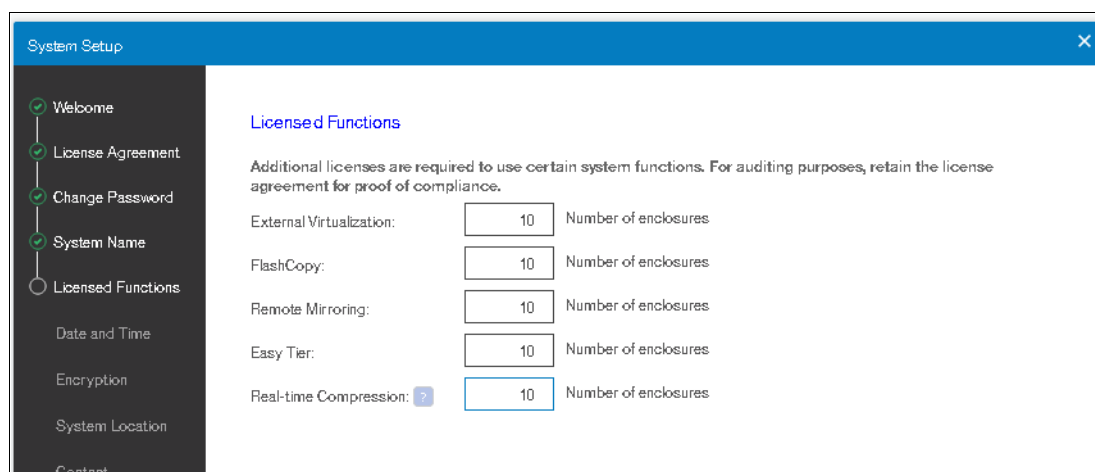 System Setup
Welcome
License Agreement
Change Password
System Name
Licensed Functions
Date and Time
Encryption
System Location
Contact
Licensed Functions
Additional licenses are required to use certain system functions. For auditing purposes, retain the license
agreement for proof of compliance.
External Virtualization: 10 Number of enclosures
FlashCopy: 10 Number of enclosures
Remote Mirroring: 10 Number of enclosures
Easy Tier: 10 Number of enclosures
Real-time Compression: ? 10 Number of enclosures